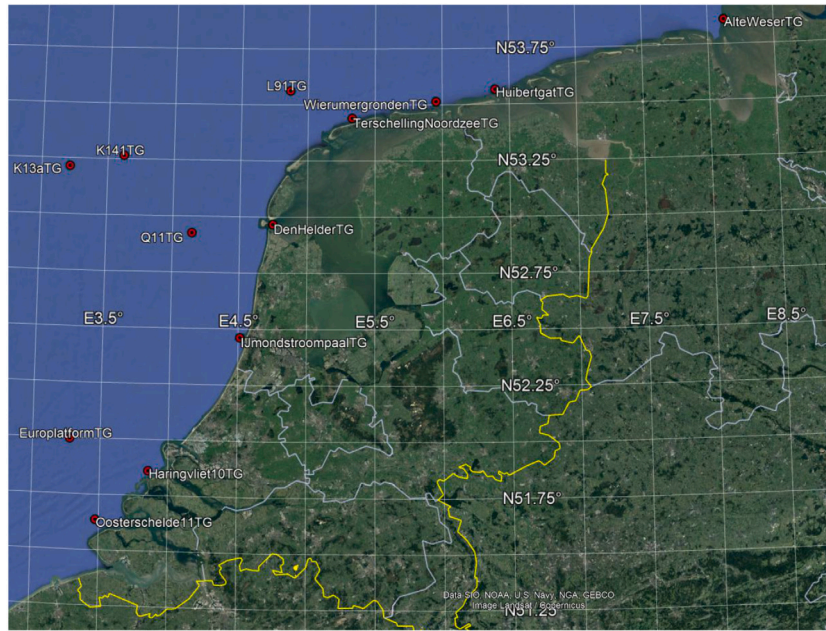 AlteWeserTG
N53.75°
L91TG
HuibertgatTG
WierumergrondenTG
TerschellingNoordzeeTG
K141TG
K13aTG
N53.25°
DenHelderTG
Q11TG
N52.75°
E3.5°
E4.5°
E5.5°
E6.5°
E7.5°
E8.5°
IJmondstroompaalTG
N52.25°
EuroplatformTG
Haringvliet10TG
N51.75°
Oosterschelde11TG
Data SIO, NOAA, U.S. Navy, NGA, GEBCO
Image Landsat / Copernicus
N51.25°